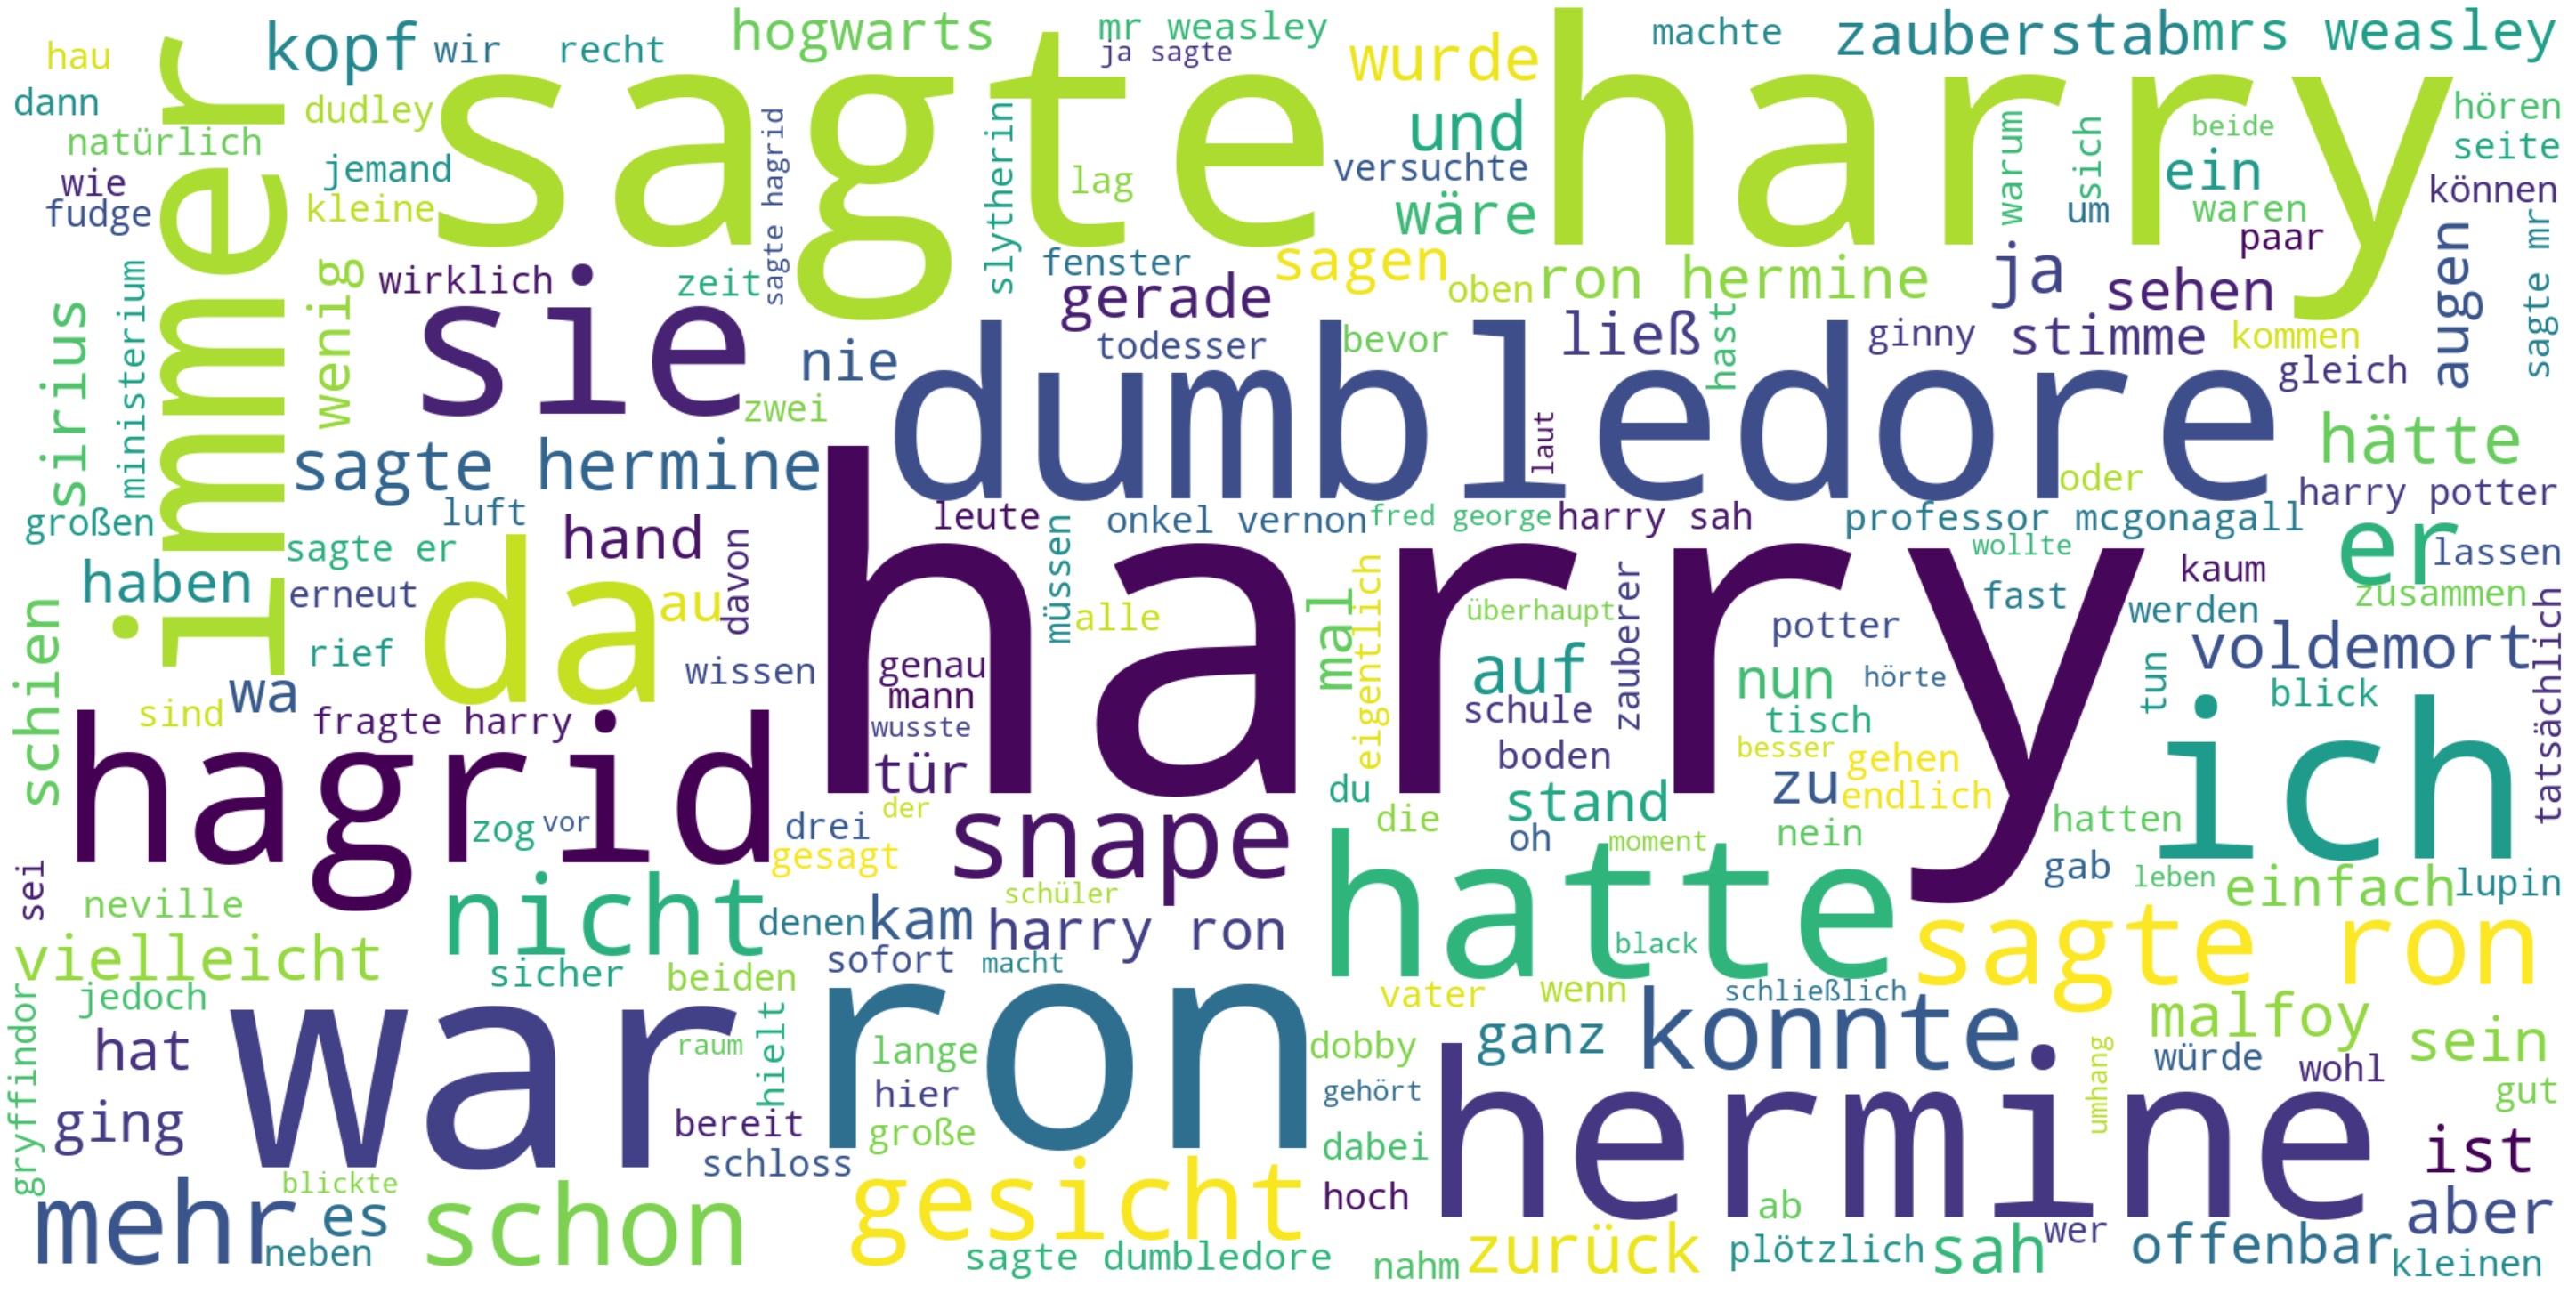 hau
kopf
wir
recht
hogwarts
mr weasley
ja sagte
wurde
machte
zauberstab
mrs weasley
dann
dudley
immer
sagte harry
natürlich
jemand
sagte hagrid
slytherin
lag
und
versuchte
warum
sich
beide
hören
ein
seite
wie
fudge
kleine
wäre
um
waren
können
paar
sirius
ministerium
wenig
wirklich
sie
zeit
fenster
gerade
sagen
oben
ron hermine
ja
sehen
augen
sagte mr
nie
todesser
bevor
ließ
hast
ginny
stimme
kommen
gleich
zwei
dumbledore
laut
hätte
sagte hermine
oder
harry potter
großen
luft
hand
leute
müssen
onkel vernon
fred george
harry sah
professor mcgonagall
er
lassen
sagte er
wollte
haben
erneut
da
au
davon
harry
alle
mal
eigentlich
überhaupt
zauberer
fast
kaum
werden
zusammen
tatsächlich
schien
rief
wissen
genau
mann
auf
potter
nun
hörte
voldemort
tun
blick
wa
sind
fragte harry
wusste
schule
tisch
hagrid
tür
boden
besser
gehen
zu
endlich
ich
du
stand
zog
vor
drei
der
gesagt
snape
die
oh
moment
nein
hatten
gab
leben
einfach
lupin
sei
neville
nicht
denen
kam
schüler
harry ron
hatte
black
sagte ron
vielleicht
sicher
beiden
sofort
macht
jedoch
gryffindor
war
ron
vater
wenn
schließlich
konnte
malfoy
sein
hat
raum
hielt
lange
dobby
ganz
umhang
würde
wohl
ging
bereit
hier
gehört
hermine
gut
große
schloss
dabei
ist
blickte
mehr
es
neben
schon
gesicht
hoch
ab
aber
sagte dumbledore
nahm
zurück
plötzlich
sah
wer
offenbar
kleinen